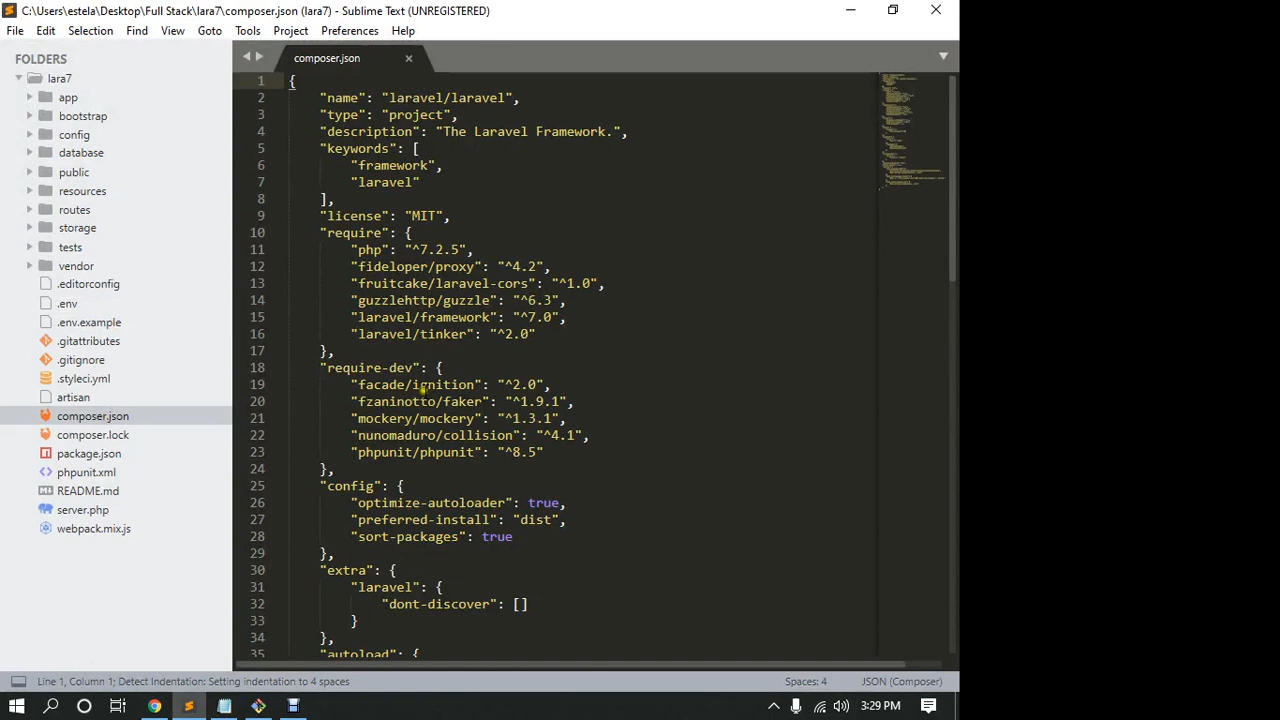 C:\Users\estela\Desktop\Full Stack\lara7\composer.json (lara7) - Sublime Text (UNREGISTERED)
File Edit Selection Find View Goto Tools Project Preferences Help
FOLDERS
lara7
app
bootstrap
config
database
public
resources
routes
storage
tests
vendor
.editorconfig
.env
.env.example
.gitattributes
.gitignore
.styleci.yml
artisan
composer.json
composer.lock
package.json
phpunit.xml
README.md
server.php
webpack.mix.js
composer.json
1 {
2 "name": "laravel/laravel",
3 "type": "project",
4 "description": "The Laravel Framework.",
5 "keywords": [
6 "framework",
7 "laravel"
8 ],
9 "license": "MIT",
10 "require": {
11 "php": "^7.2.5",
12 "fideloper/proxy": "^4.2",
13 "fruitcake/laravel-cors": "^1.0",
14 "guzzlehttp/guzzle": "^6.3",
15 "laravel/framework": "^7.0",
16 "laravel/tinker": "^2.0"
17 },
18 "require-dev": {
19 "facade/ignition": "^2.0",
20 "fzaninotto/faker": "^1.9.1",
21 "mockery/mockery": "^1.3.1",
22 "nunomaduro/collision": "^4.1",
23 "phpunit/phpunit": "^8.5"
24 },
25 "config": {
26 "optimize-autoloader": true,
27 "preferred-install": "dist",
28 "sort-packages": true
29 },
30 "extra": {
31 "laravel": {
32 "dont-discover": []
33 }
34 },
35 "autoload": {
Line 1, Column 1; Detect Indentation: Setting indentation to 4 spaces Spaces: 4 JSON (Composer)
3:29 PM